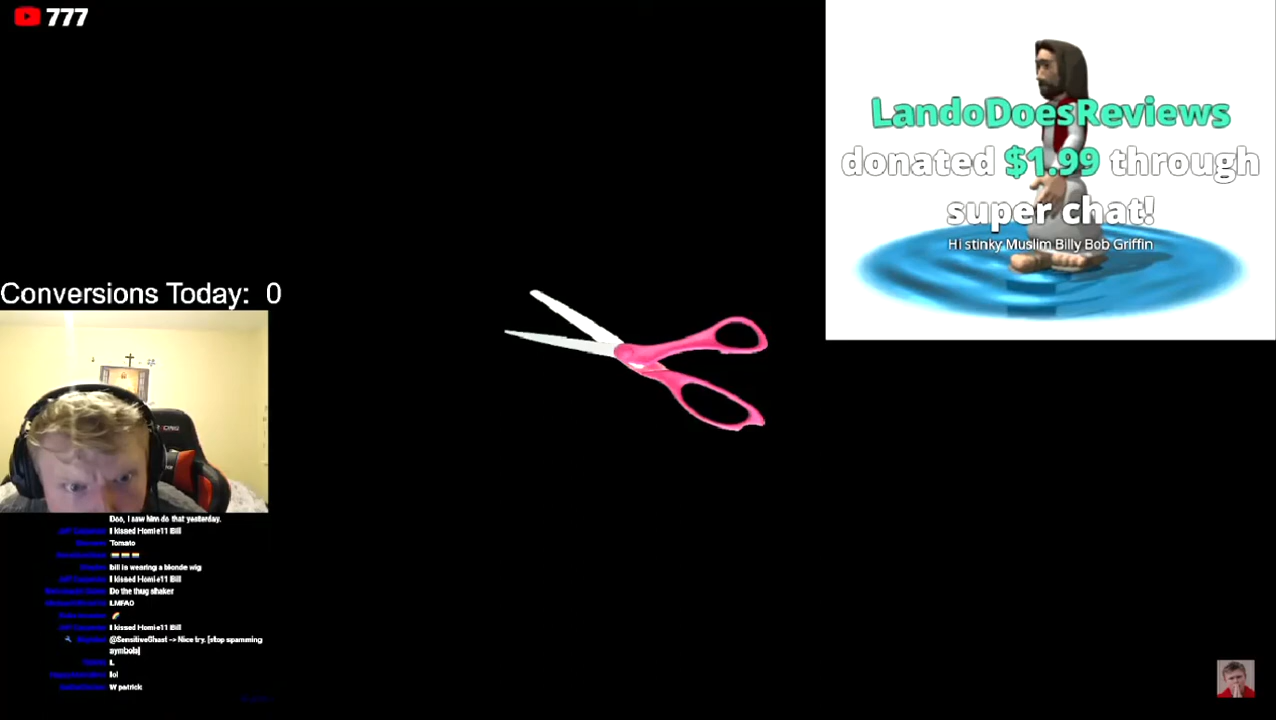 777
LandoDoesReviews
donated $1.99 through
super chat!
Hi stinky Muslim Billy Bob Griffin
Conversions Today: 0
Doo, I saw him do that yesterday.
I kissed Homie11 Bill
Tomato
bill is wearing a blonde wig
I kissed Homie11 Bill
Do the thug shaker
LMFAO
I kissed Homie11 Bill
@SensitiveGhast -> Nice try. [stop spamming
symbols]
L
lol
W patrick